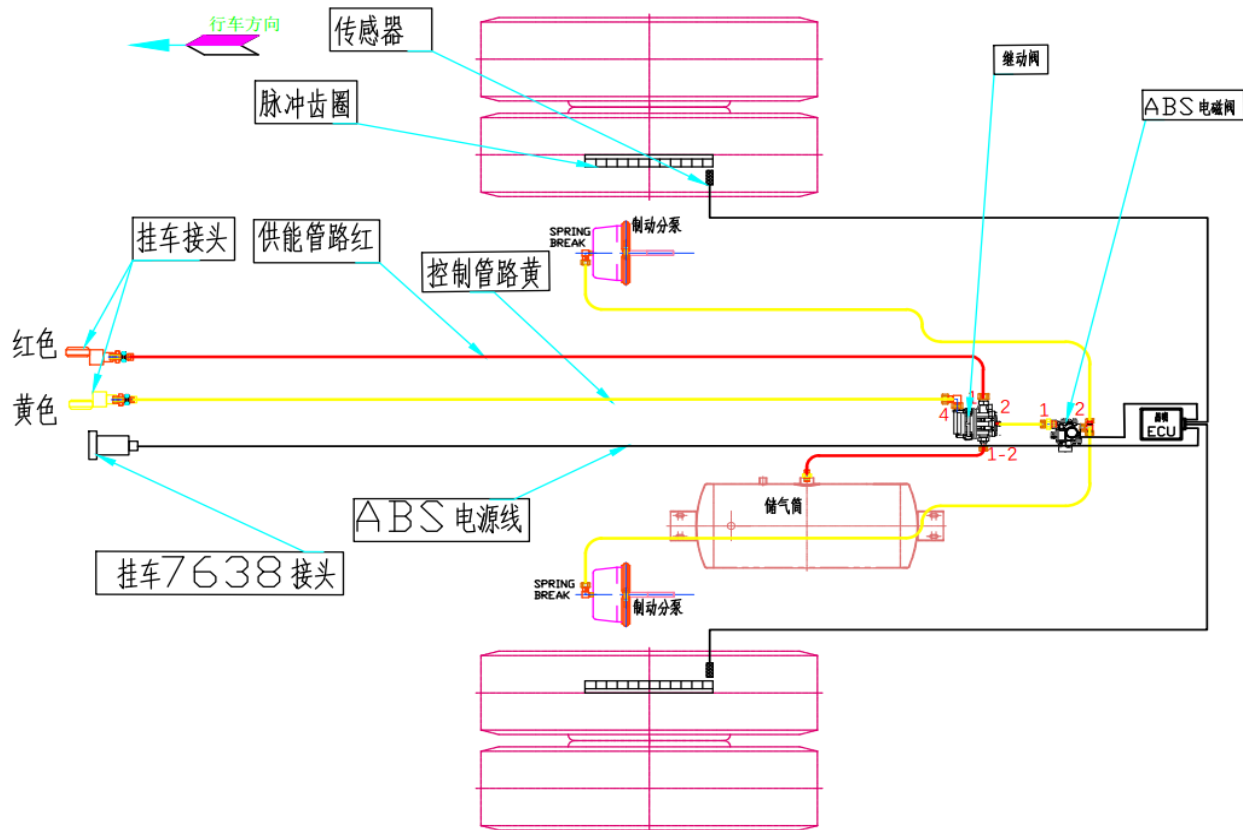 行车方向
传感器
继动阀
脉冲齿圈
ABS电磁阀
挂车接头
供能管路红
SPRING
BREAK
制动分泵
控制管路黄
红色
黄色
4
1
2
1
2
ECU
1-2
储气筒
ABS电源线
挂车7638接头
SPRING
BREAK
制动分泵